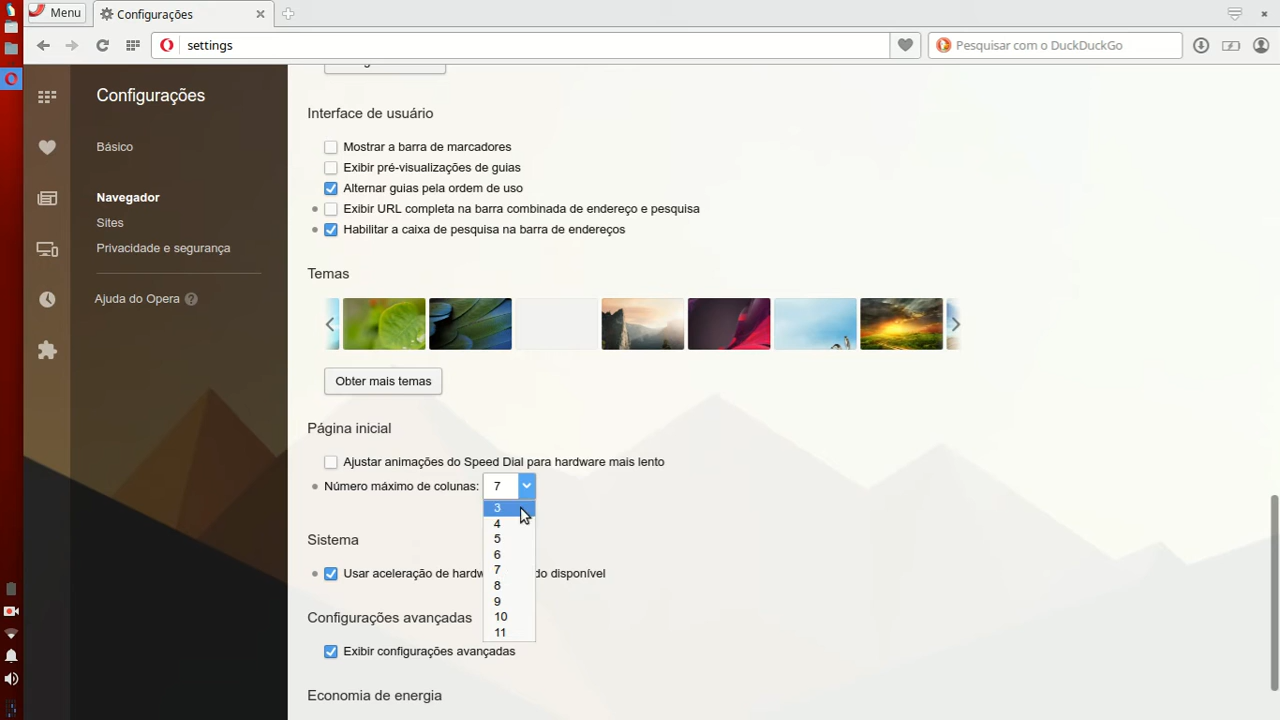 Menu
Configurações
settings
Pesquisar com o DuckDuckGo
Configurações
Básico
Navegador
Sites
Privacidade e segurança
Ajuda do Opera ?
Interface de usuário
Mostrar a barra de marcadores
Exibir pré-visualizações de guias
Alternar guias pela ordem de uso
Exibir URL completa na barra combinada de endereço e pesquisa
Habilitar a caixa de pesquisa na barra de endereços
Temas
Obter mais temas
Página inicial
Ajustar animações do Speed Dial para hardware mais lento
Número máximo de colunas: 7
3
4
5
6
7
8
9
10
11
Sistema
Usar aceleração de hardw do disponível
Configurações avançadas
Exibir configurações avançadas
Economia de energia